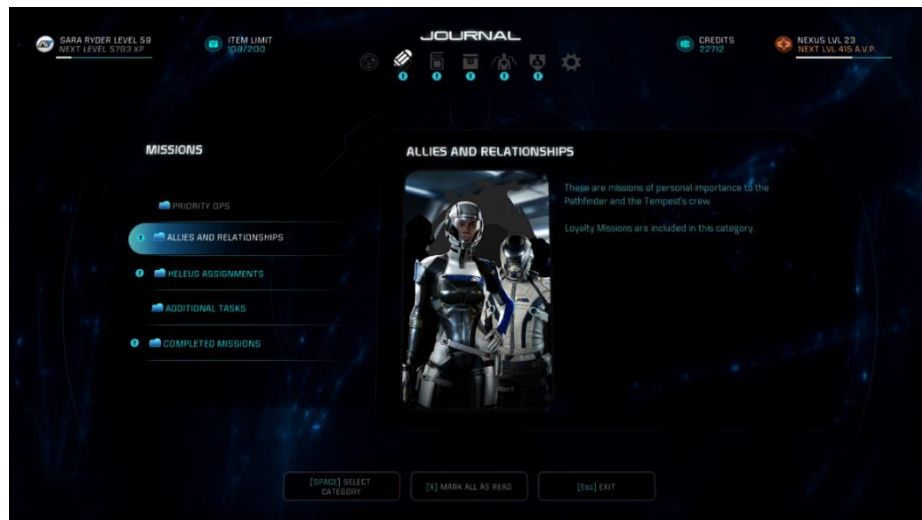 SARA RYDER LEVEL 59
NEXT LEVEL 5793 XP
ITEM LIMIT
109/200
JOURNAL
CREDITS
22712
NEXUS LVL 23
NEXT LVL 415 A.V.P.
MISSIONS
PRIORITY OPS
ALLIES AND RELATIONSHIPS
HELEUS ASSIGNMENTS
ADDITIONAL TASKS
COMPLETED MISSIONS
ALLIES AND RELATIONSHIPS
These are missions of personal importance to the
Pathfinder and the Tempest's crew.
Loyalty Missions are included in this category.
[SPACE] SELECT
CATEGORY
[X] MARK ALL AS READ
[Esc] EXIT